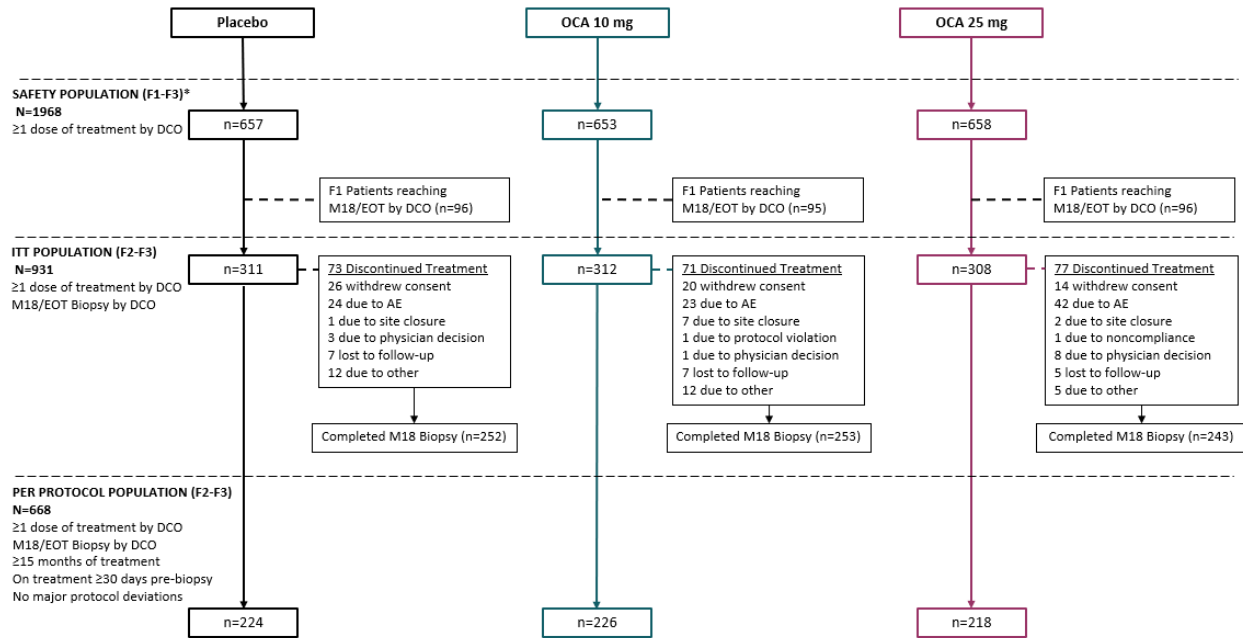 Placebo
OCA 10 mg
OCA 25 mg
SAFETY POPULATION (F1-F3)*
N=1968
≥1 dose of treatment by DCO
n=657
n=653
n=658
F1 Patients reaching
M18/EOT by DCO (n=96)
F1 Patients reaching
M18/EOT by DCO (n=95)
F1 Patients reaching
M18/EOT by DCO (n=96)
ITT POPULATION (F2-F3)
N=931
≥1 dose of treatment by DCO
M18/EOT Biopsy by DCO
n=311
73 Discontinued Treatment
26 withdrew consent
24 due to AE
1 due to site closure
3 due to physician decision
7 lost to follow-up
12 due to other
Completed M18 Biopsy (n=252)
n=312
71 Discontinued Treatment
20 withdrew consent
23 due to AE
7 due to site closure
1 due to protocol violation
1 due to physician decision
7 lost to follow-up
12 due to other
Completed M18 Biopsy (n=253)
n=308
77 Discontinued Treatment
14 withdrew consent
42 due to AE
2 due to site closure
1 due to noncompliance
8 due to physician decision
5 lost to follow-up
5 due to other
Completed M18 Biopsy (n=243)
PER PROTOCOL POPULATION (F2-F3)
N=668
≥1 dose of treatment by DCO
M18/EOT Biopsy by DCO
≥15 months of treatment
On treatment ≥30 days pre-biopsy
No major protocol deviations
n=224
n=226
n=218